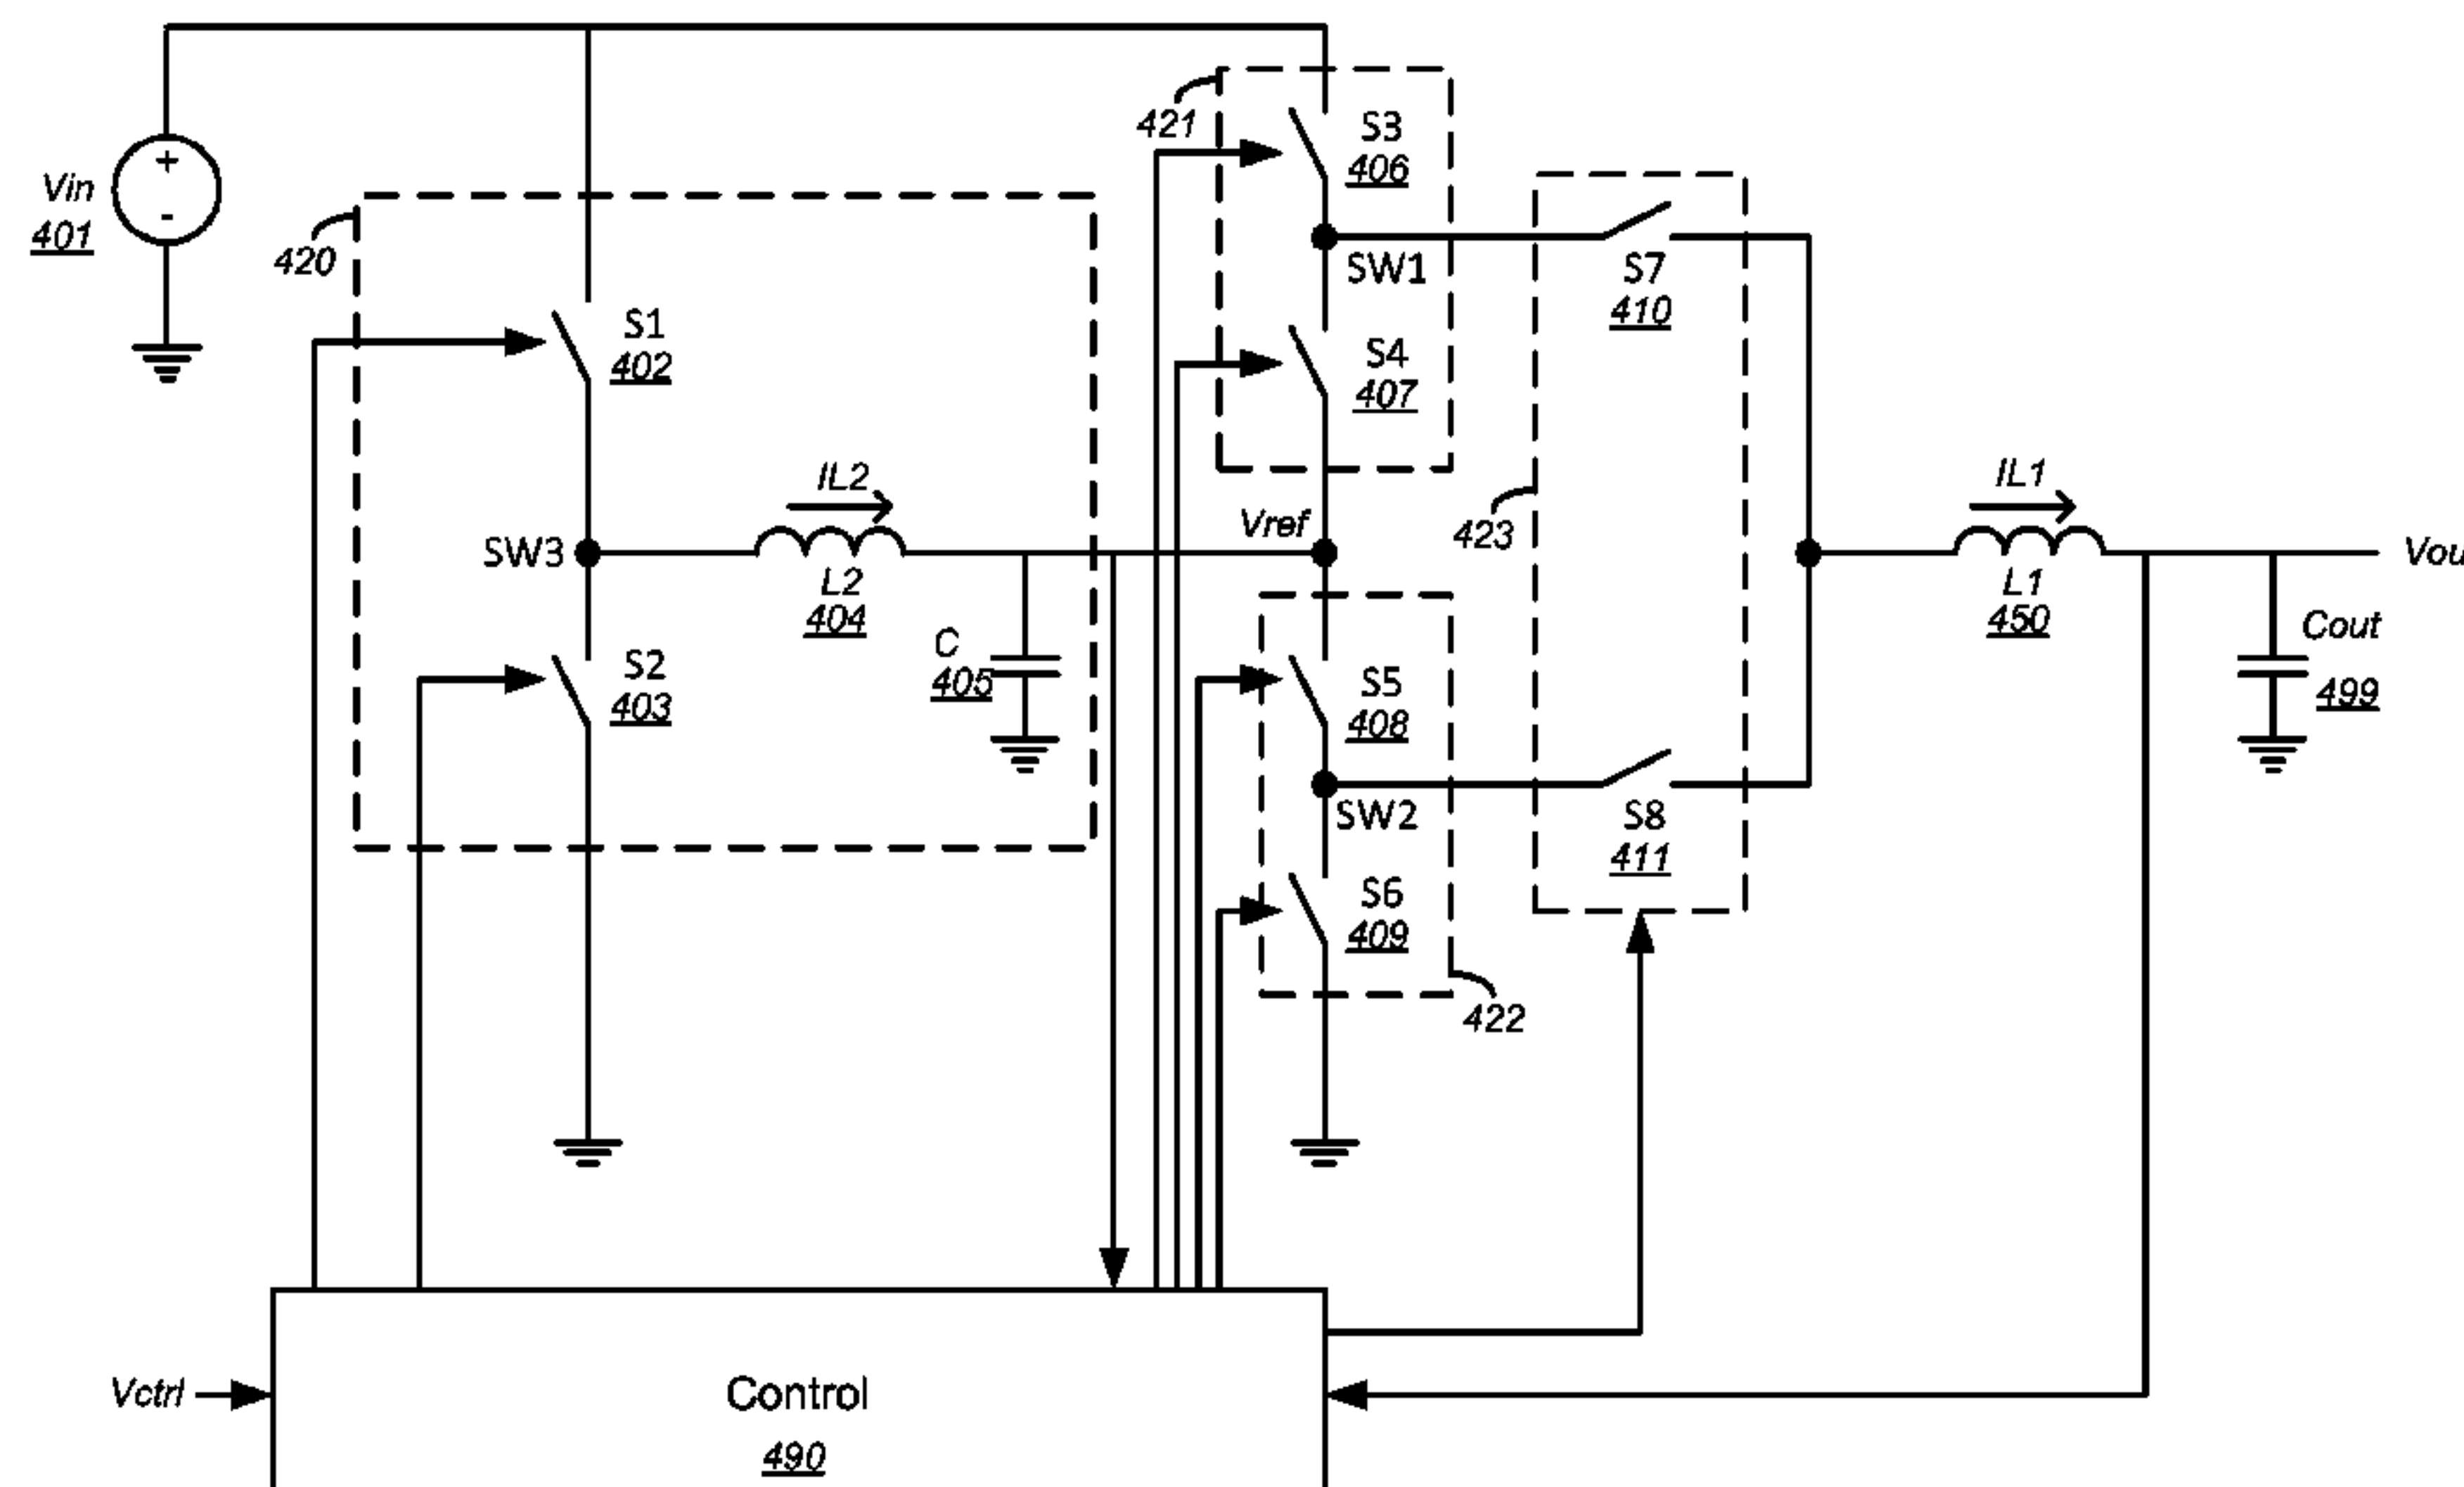 Vin
401
+
-
420
421
S3
406
SW1
S7
410
S1
402
S4
407
IL2
SW3
L2
404
Vref
423
IL1
L1
450
Vou
C
405
Cout
499
S2
403
S5
408
SW2
S8
411
S6
409
422
Vctrl
Control
490